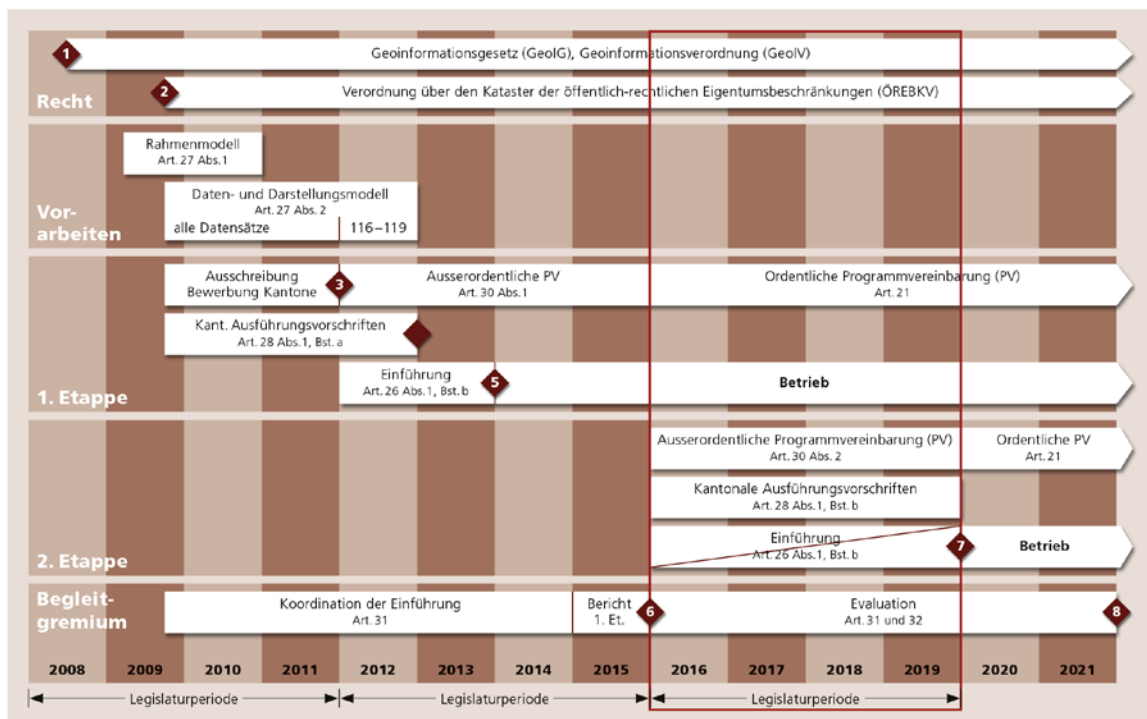 1
Geoinformationsgesetz (GeoIG), Geoinformationsverordnung (GeoIV)
2
Verordnung über den Kataster der öffentlich-rechtlichen Eigentumsbeschränkungen (ÖREBKV)
Recht
Rahmenmodell
Art. 27 Abs.1
Daten- und Darstellungsmodell
Art. 27 Abs. 2
alle Datensätze
116–119
Vor-
arbeiten
Ausschreibung
Bewerbung Kantone
3
Ausserordentliche PV
Art. 30 Abs.1
Ordentliche Programmvereinbarung (PV)
Art. 21
Kant. Ausführungsvorschriften
Art. 28 Abs.1, Bst. a
Einführung
Art. 26 Abs.1, Bst. b
5
Betrieb
1. Etappe
Ausserordentliche Programmvereinbarung (PV)
Art. 30 Abs. 2
Ordentliche PV
Art. 21
Kantonale Ausführungsvorschriften
Art. 28 Abs.1, Bst. b
Einführung
Art. 26 Abs.1, Bst. b
7
Betrieb
2. Etappe
Begleit-
gremium
Koordination der Einführung
Art. 31
Bericht
1. Et.
6
Evaluation
Art. 31 und 32
8
2008 2009 2010 2011 2012 2013 2014 2015 2016 2017 2018 2019 2020 2021
Legislaturperiode Legislaturperiode Legislaturperiode